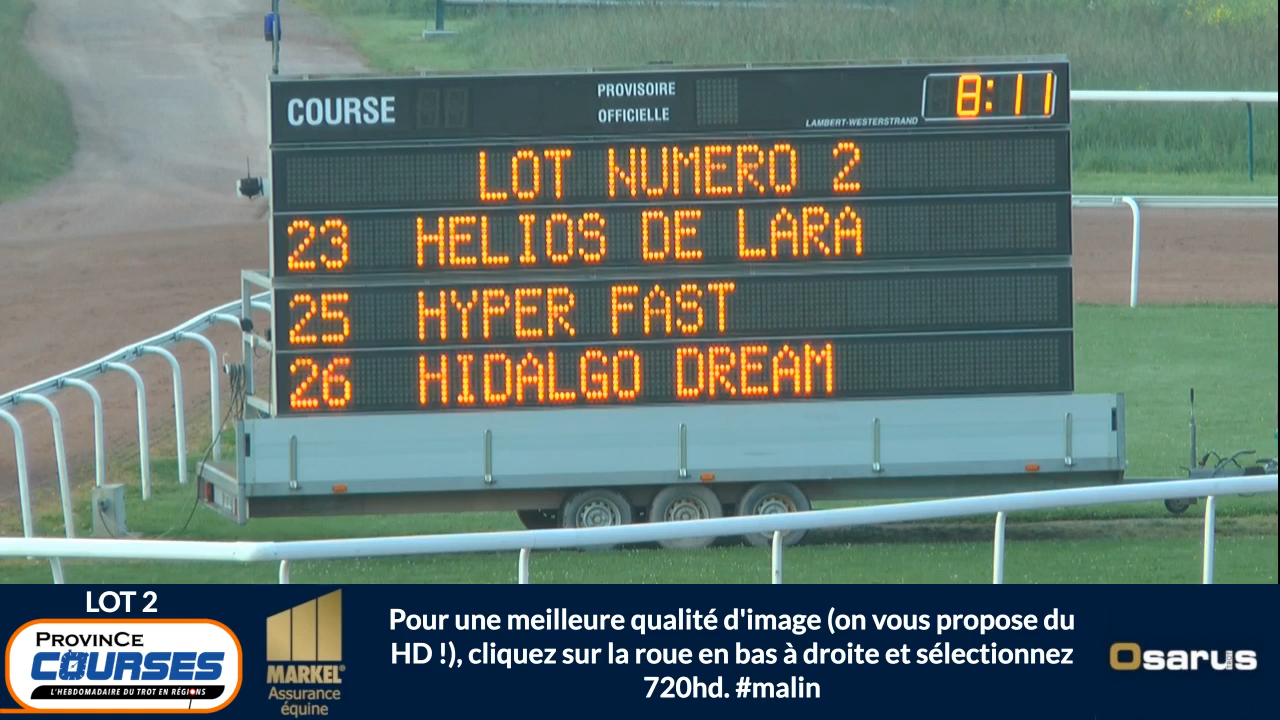 COURSE
PROVISOIRE
OFFICIELLE
LAMBERT-WESTERSTRAND
8:11
LOT NUMERO 2
23 HELIOS DE LARA
25 HYPER FAST
26 HIDALGO DREAM
LOT 2
PROVINCE
COURSES
L'HEBDOMADAIRE DU TROT EN RÉGIONS
MARKEL®
Assurance
équine
Pour une meilleure qualité d'image (on vous propose du
HD !), cliquez sur la roue en bas à droite et sélectionnez
720hd. #malin
Osarus